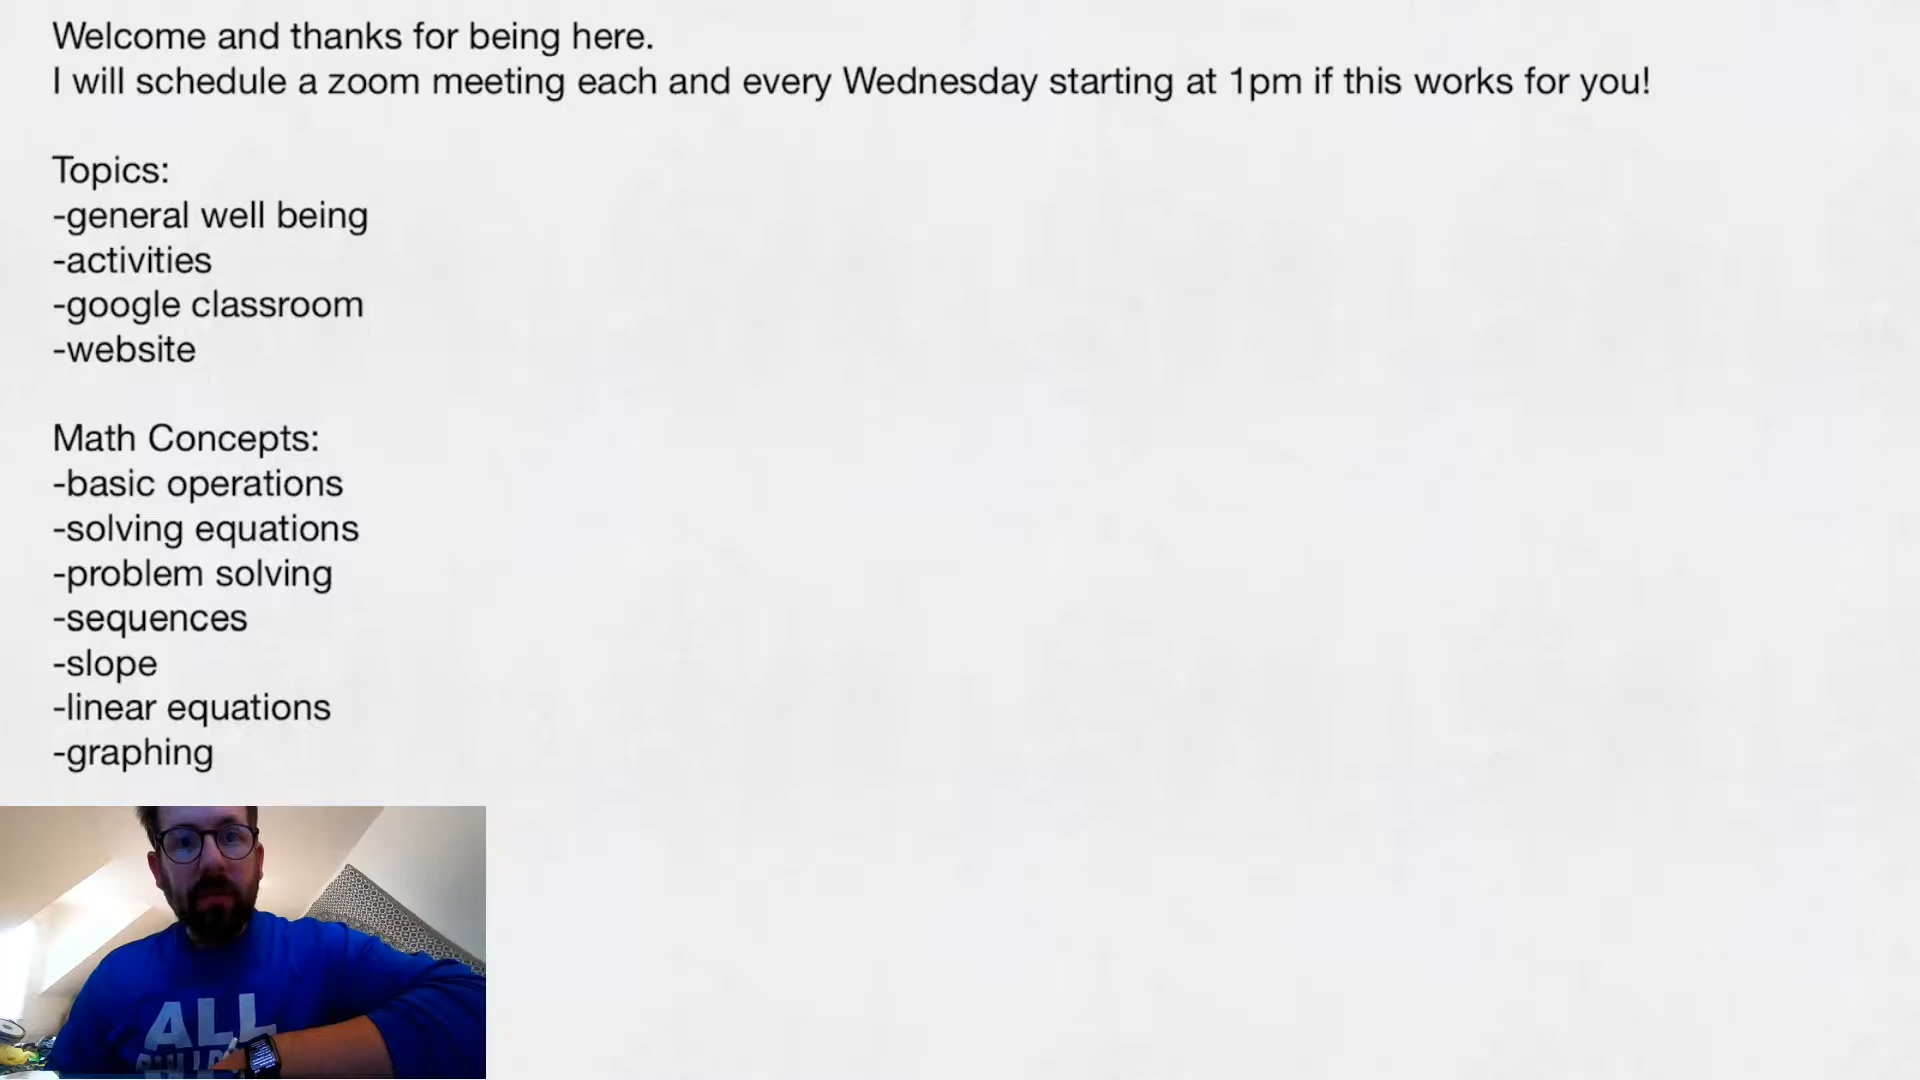 Welcome and thanks for being here.
I will schedule a zoom meeting each and every Wednesday starting at 1pm if this works for you!
Topics:
-general well being
-activities
-google classroom
-website
Math Concepts:
-basic operations
-solving equations
-problem solving
-sequences
-slope
-linear equations
-graphing
ALL